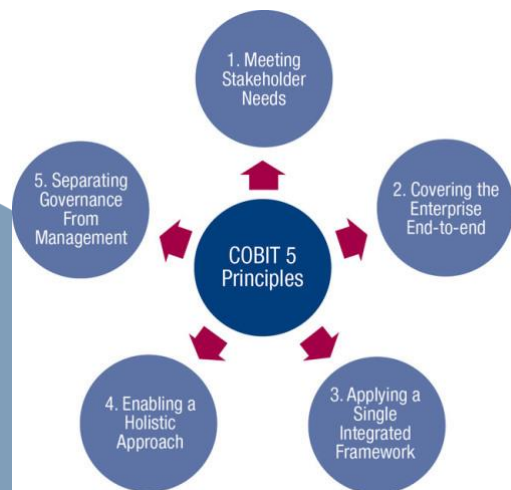 1. Meeting
Stakeholder
Needs
5. Separating
Governance
From
Management
2. Covering the
Enterprise
End-to-end
COBIT 5
Principles
4. Enabling a
Holistic
Approach
3. Applying a
Single
Integrated
Framework